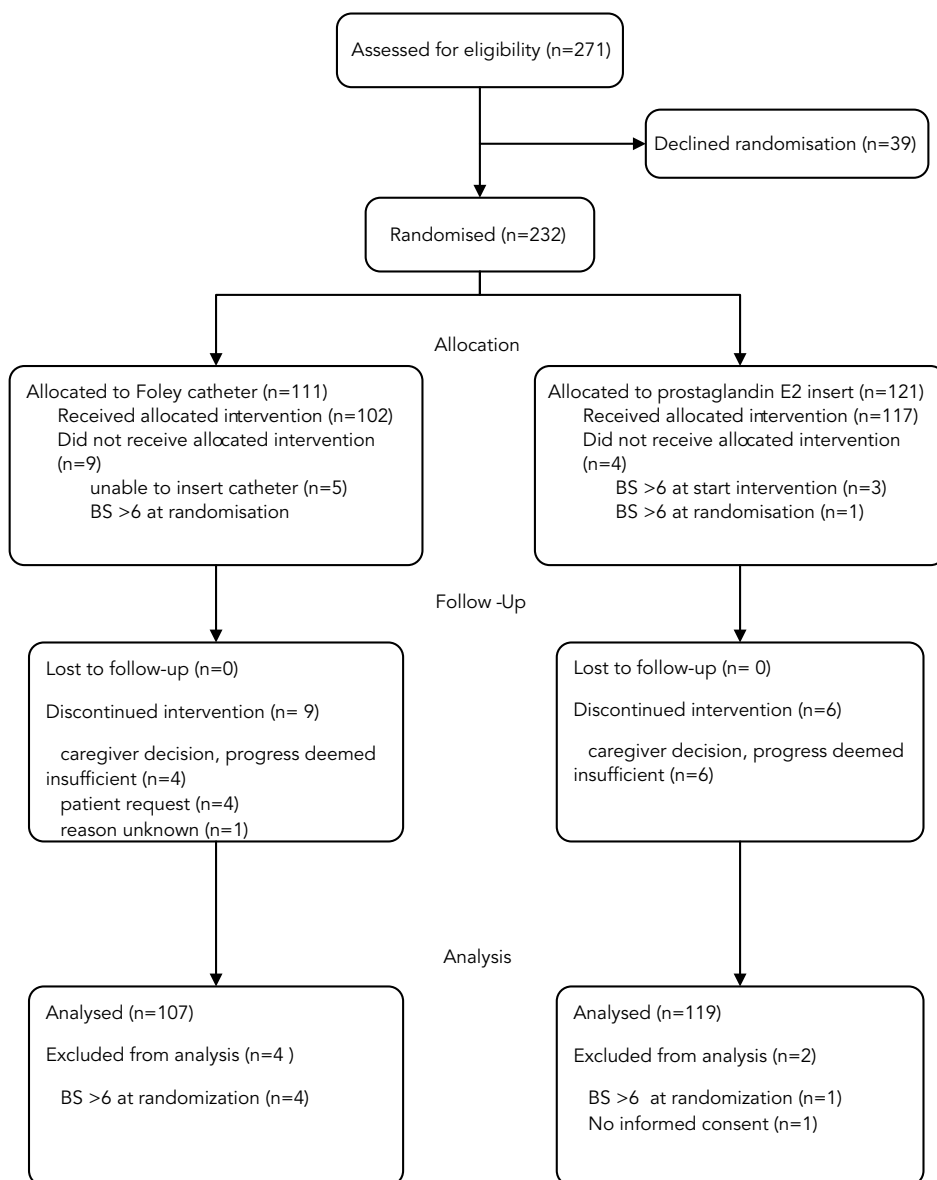 Assessed for eligibility (n=271)
Declined randomisation (n=39)
Randomised (n=232)
Allocation
Allocated to Foley catheter (n=111)
Received allocated intervention (n=102)
Did not receive allocated intervention
(n=9)
unable to insert catheter (n=5)
BS >6 at randomisation
Allocated to prostaglandin E2 insert (n=121)
Received allocated intervention (n=117)
Did not receive allocated intervention
(n=4)
BS >6 at start intervention (n=3)
BS >6 at randomisation (n=1)
Follow -Up
Lost to follow-up (n=0)
Discontinued intervention (n= 9)
caregiver decision, progress deemed
insufficient (n=4)
patient request (n=4)
reason unknown (n=1)
Lost to follow-up (n= 0)
Discontinued intervention (n=6)
caregiver decision, progress deemed
insufficient (n=6)
Analysis
Analysed (n=107)
Excluded from analysis (n=4 )
BS >6 at randomization (n=4)
Analysed (n=119)
Excluded from analysis (n=2)
BS >6 at randomization (n=1)
No informed consent (n=1)